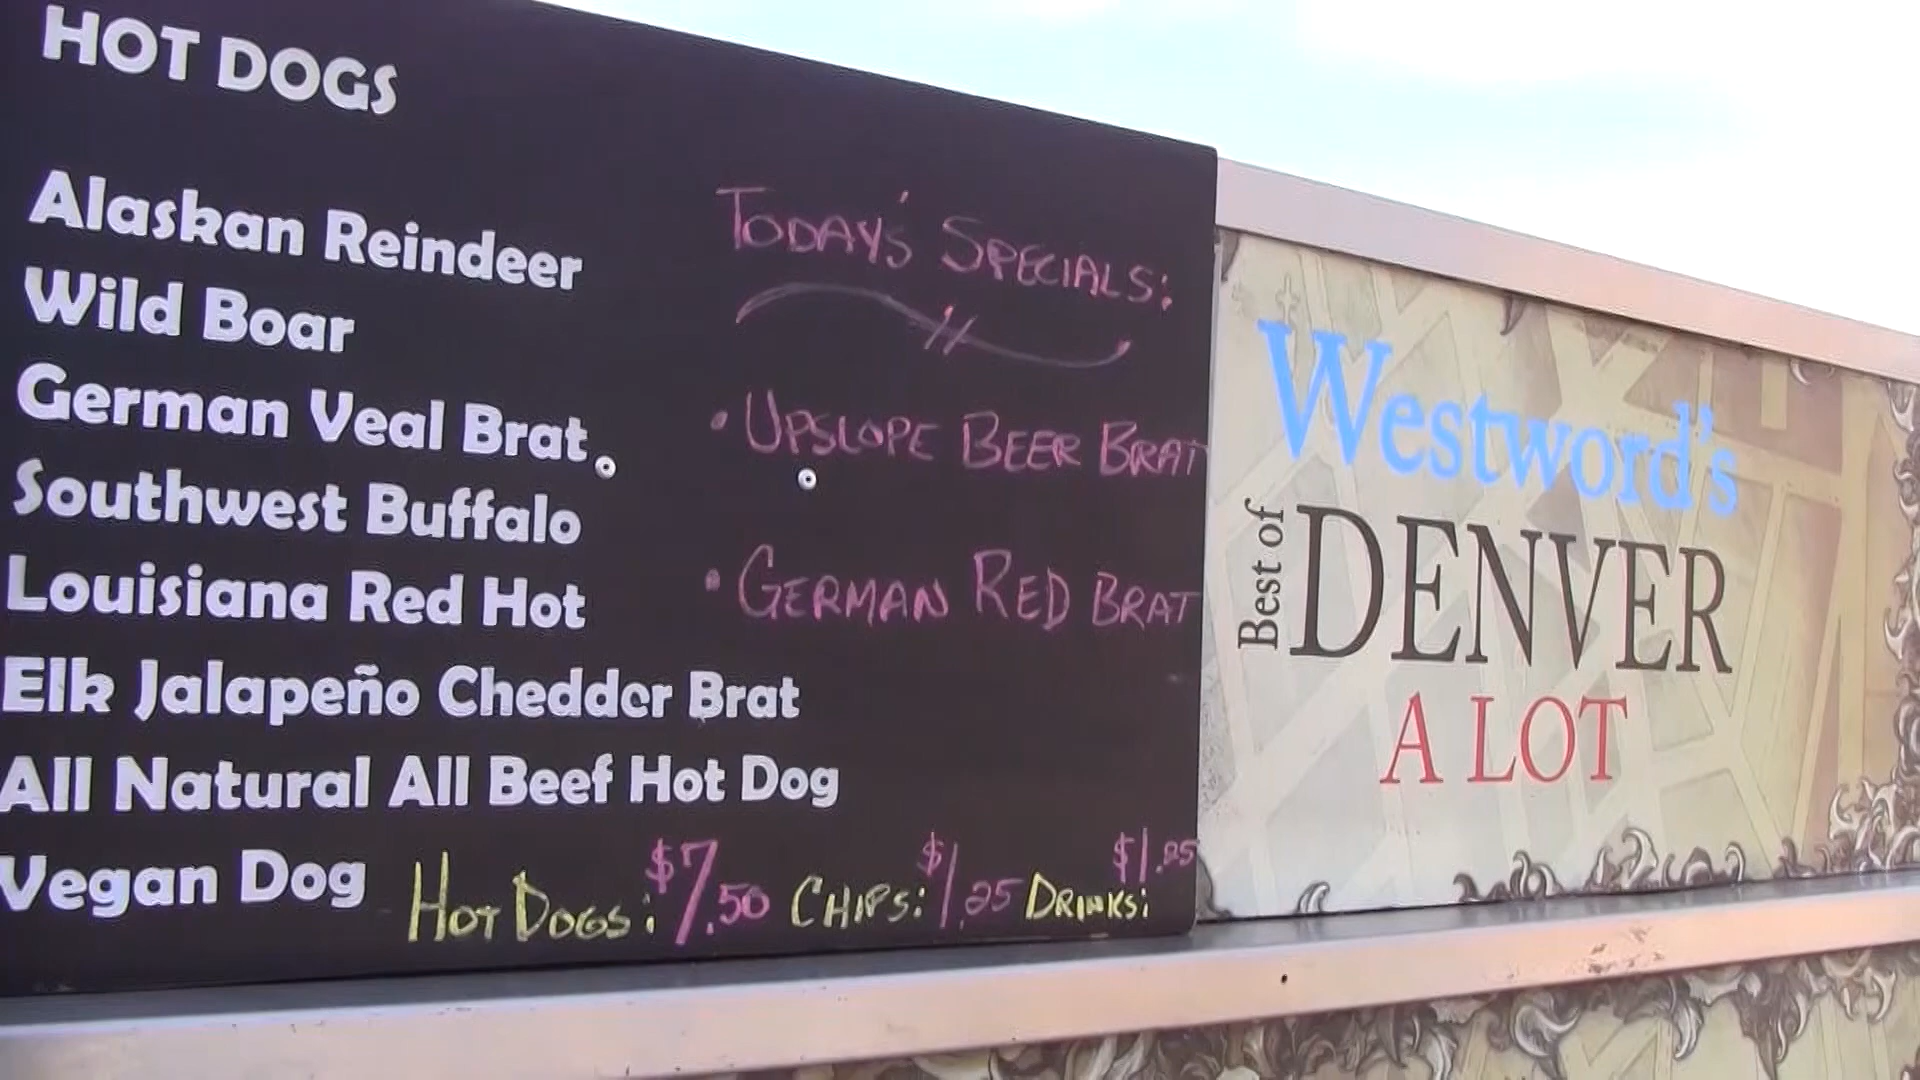 HOT DOGS
Alaskan Reindeer
Wild Boar
German Veal Brat
Southwest Buffalo
Louisiana Red Hot
Elk Jalapeño Cheddar Brat
All Natural All Beef Hot Dog
Vegan Dog
TODAY'S SPECIALS:
• UPSLOPE BEER BRAT
• GERMAN RED BRAT
HOT DOGS: $7.50 CHIPS: $1.25 DRINKS: $1.25
Westword's
Best of DENVER
A LOT